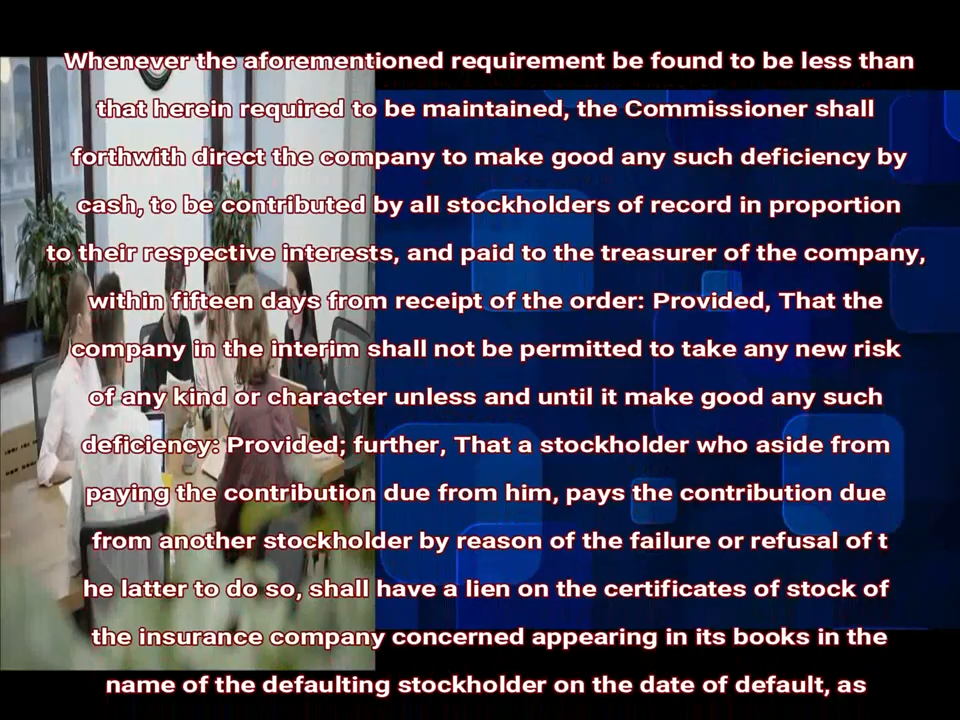 Whenever the aforementioned requirement be found to be less than
that herein required to be maintained, the Commissioner shall
forthwith direct the company to make good any such deficiency by
cash, to be contributed by all stockholders of record in proportion
to their respective interests, and paid to the treasurer of the company,
within fifteen days from receipt of the order: Provided, That the
company in the interim shall not be permitted to take any new risk
of any kind or character unless and until it make good any such
deficiency: Provided; further, That a stockholder who aside from
paying the contribution due from him, pays the contribution due
from another stockholder by reason of the failure or refusal of t
he latter to do so, shall have a lien on the certificates of stock of
the insurance company concerned appearing in its books in the
name of the defaulting stockholder on the date of default, as